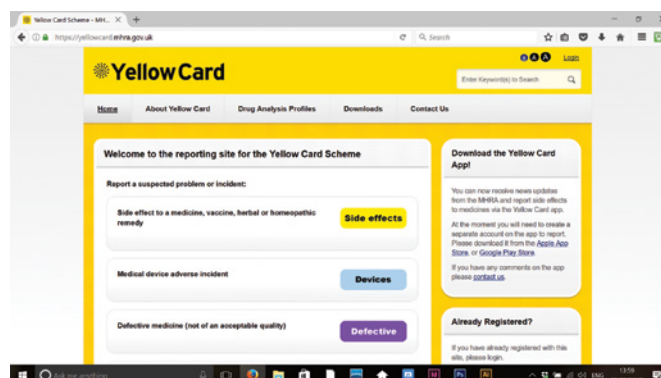 Yellow Card Scheme - MH...
https://yellowcard.mhra.gov.uk
Search
Login
YellowCard
Enter Keyword(s) to Search
Home About Yellow Card Drug Analysis Profiles Downloads Contact Us
Welcome to the reporting site for the Yellow Card Scheme
Report a suspected problem or incident:
Side effect to a medicine, vaccine, herbal or homeopathic
remedy
Side effects
Medical device adverse incident
Devices
Defective medicine (not of an acceptable quality)
Defective
Download the Yellow Card
App!
You can now receive news updates
from the MHRA and report side effects
to medicines via the Yellow Card app.
At the moment you will need to create a
separate account on the app to report.
Please download it from the Apple App
Store, or Google Play Store.
If you have any comments on the app
please contact us.
Already Registered?
If you have already registered with this
site, please login.
Ask me anything
ENG
13:59